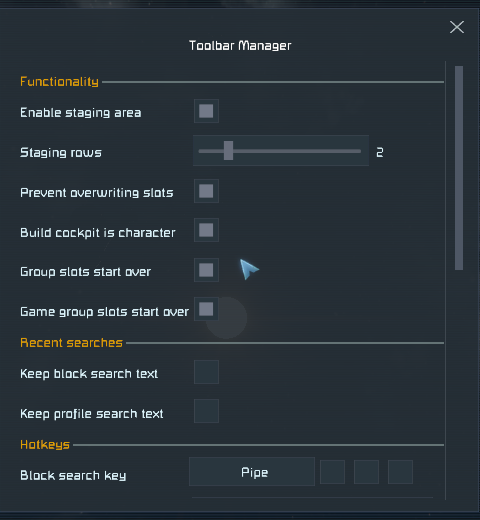 Toolbar Manager
Functionality
Enable staging area
Staging rows 2
Prevent overwriting slots
Build cockpit is character
Group slots start over
Game group slots start over
Recent searches
Keep block search text
Keep profile search text
Hotkeys
Block search key Pipe